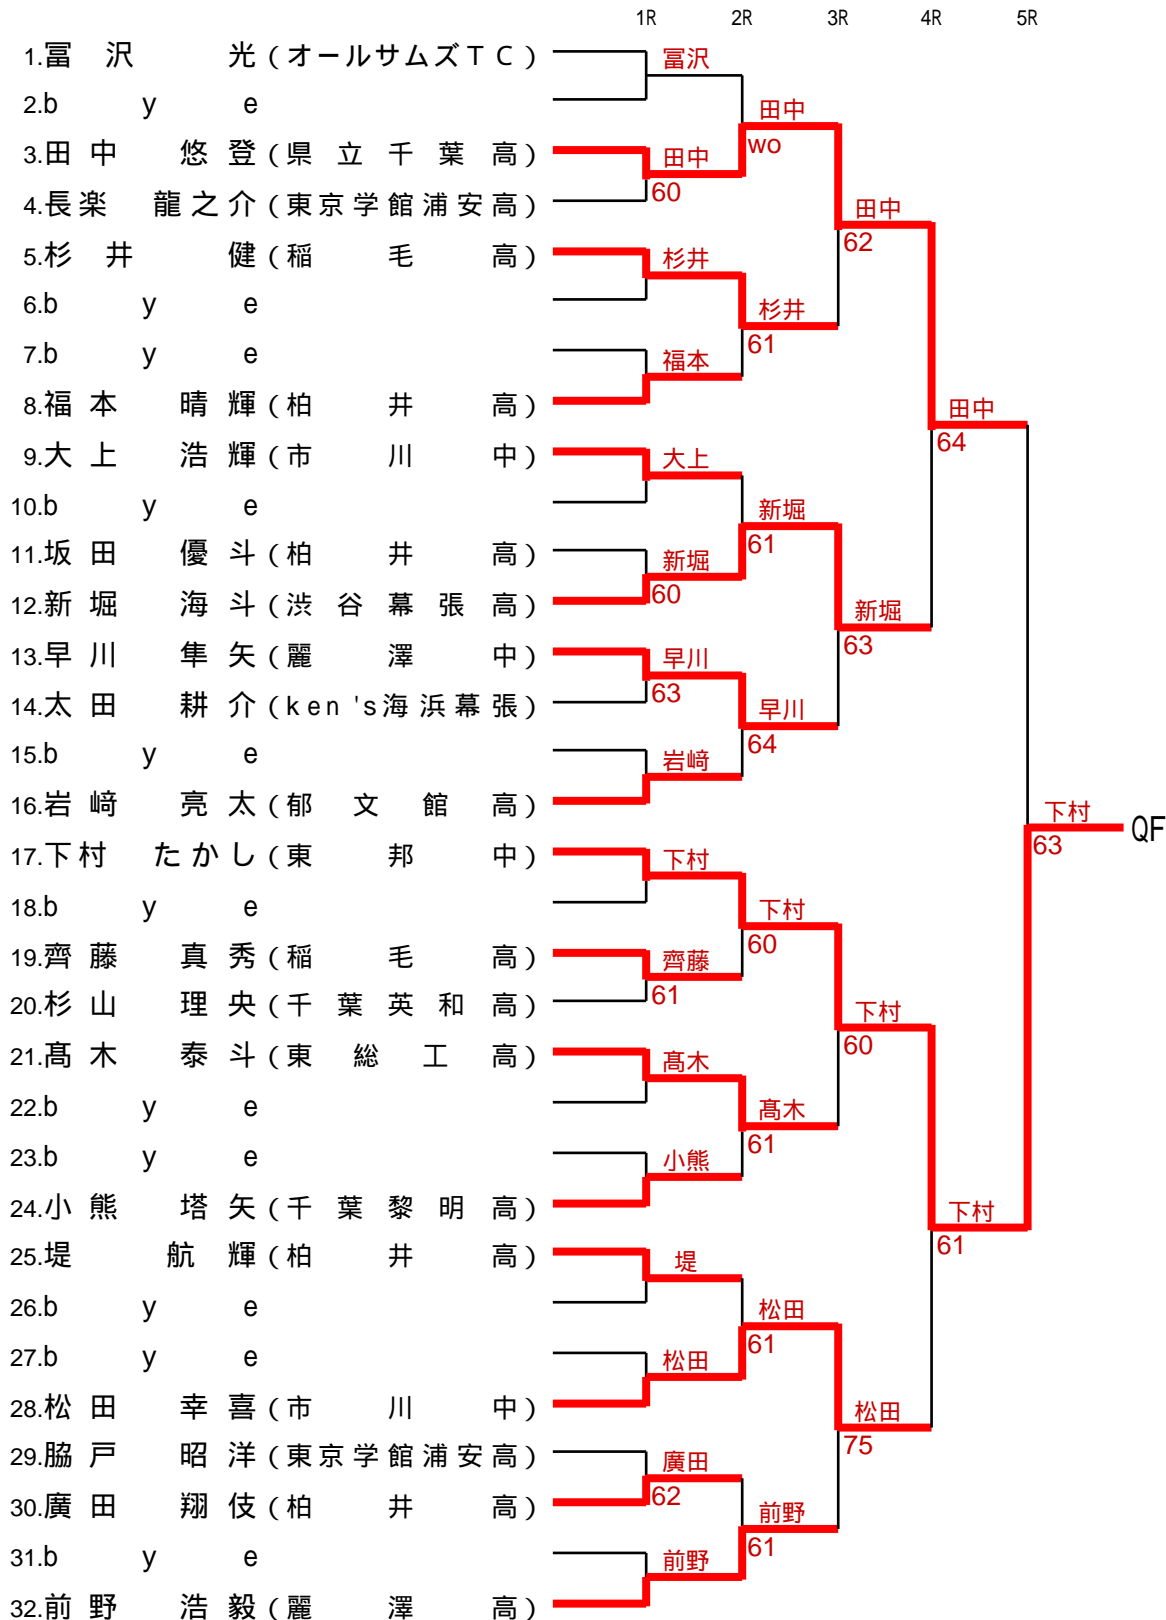 1R 2R 3R 4R 5R
1.冨沢 光(オールサムズTC)
冨沢
2.bye
田中
wo
3.田中 悠登(県立千葉高)
田中
60
4.長楽 龍之介(東京学館浦安高)
田中
62
5.杉井 健(稲毛高)
杉井
6.bye
杉井
61
7.bye
福本
8.福本 晴輝(柏井高)
田中
64
9.大上 浩輝(市川中)
大上
10.bye
新堀
61
11.坂田 優斗(柏井高)
新堀
60
12.新堀 海斗(渋谷幕張高)
新堀
63
13.早川 隼矢(麗澤中)
早川
63
14.太田 耕介(ken's海浜幕張)
早川
64
15.bye
岩﨑
16.岩﨑 亮太(郁文館高)
下村
63
QF
17.下村 たかし(東邦中)
下村
18.bye
下村
60
19.齊藤 真秀(稲毛高)
齊藤
61
20.杉山 理央(千葉英和高)
下村
60
21.髙木 泰斗(東総工高)
髙木
22.bye
髙木
61
23.bye
小熊
24.小熊 塔矢(千葉黎明高)
下村
61
25.堤 航輝(柏井高)
堤
26.bye
松田
61
27.bye
松田
28.松田 幸喜(市川中)
松田
75
29.脇戸 昭洋(東京学館浦安高)
廣田
62
30.廣田 翔伎(柏井高)
前野
61
31.bye
前野
32.前野 浩毅(麗澤高)